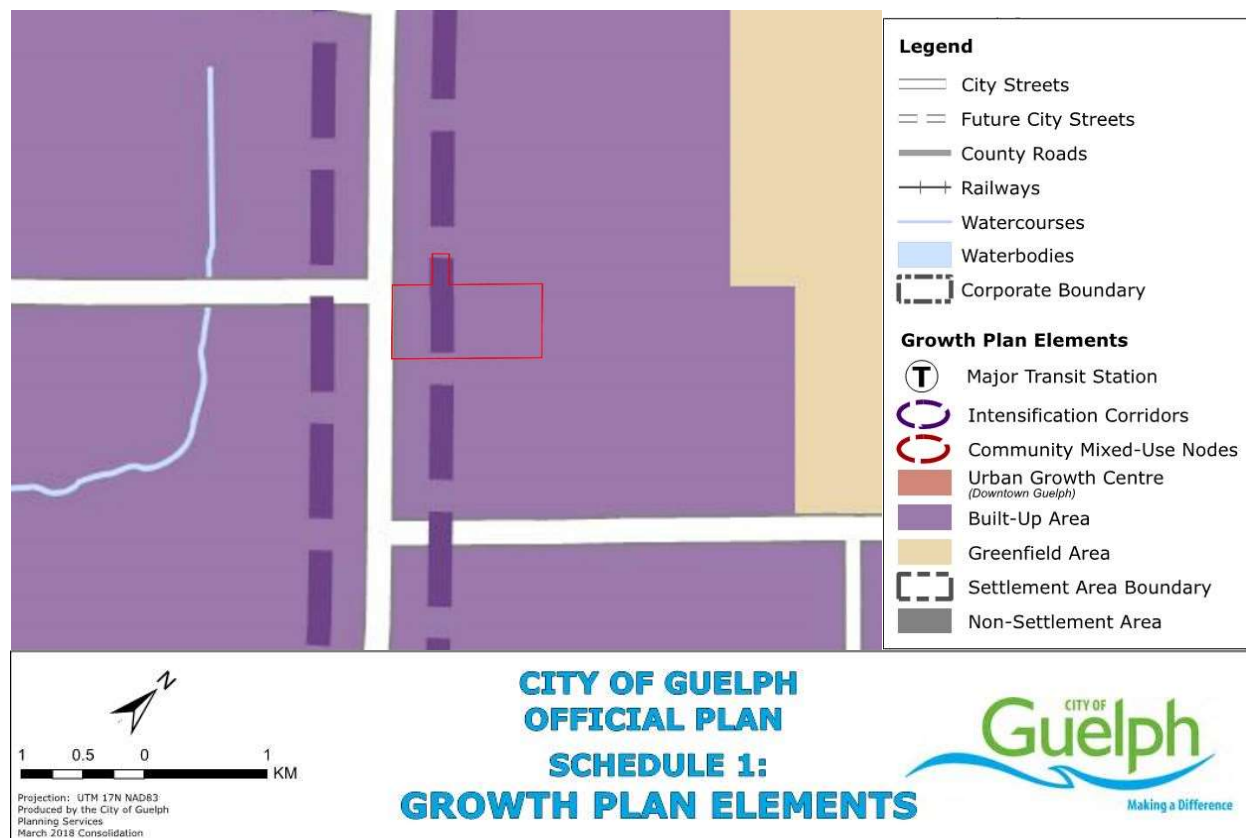 Legend
City Streets
Future City Streets
County Roads
Railways
Watercourses
Waterbodies
Corporate Boundary
Growth Plan Elements
T
Major Transit Station
Intensification Corridors
Community Mixed-Use Nodes
Urban Growth Centre
(Downtown Guelph)
Built-Up Area
Greenfield Area
Settlement Area Boundary
Non-Settlement Area
N
1 0.5 0 1
KM
Projection: UTM 17N NAD83
Produced by the City of Guelph
Planning Services
March 2018 Consolidation
CITY OF GUELPH
OFFICIAL PLAN
SCHEDULE 1:
GROWTH PLAN ELEMENTS
CITY OF
Guelph
Making a Difference